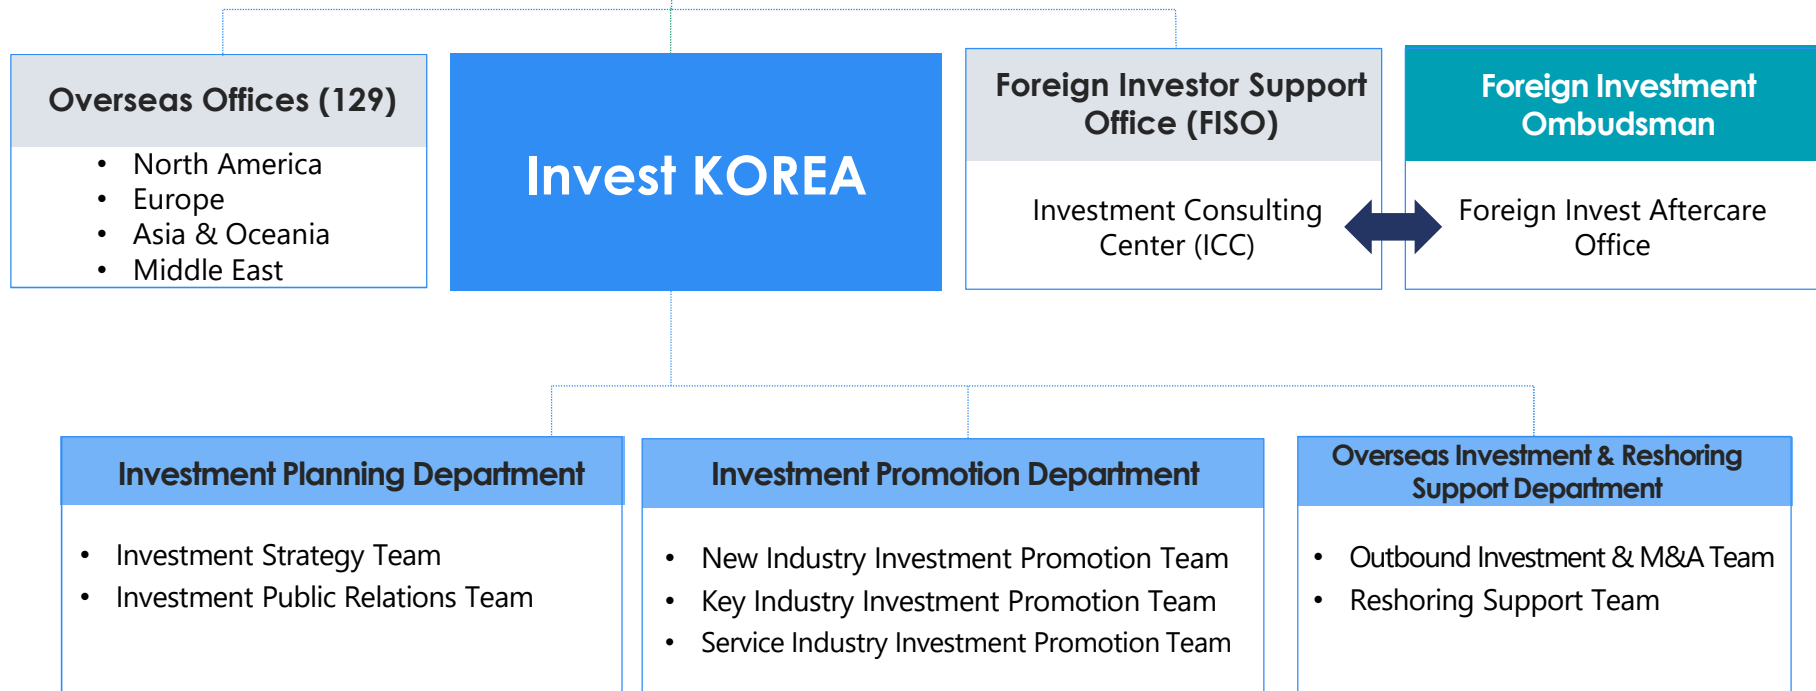 Overseas Offices (129)
• North America
• Europe
• Asia & Oceania
• Middle East
Invest KOREA
Foreign Investor Support
Office (FISO)
Investment Consulting
Center (ICC)
Foreign Investment
Ombudsman
Foreign Invest Aftercare
Office
Investment Planning Department
• Investment Strategy Team
• Investment Public Relations Team
Investment Promotion Department
• New Industry Investment Promotion Team
• Key Industry Investment Promotion Team
• Service Industry Investment Promotion Team
Overseas Investment & Reshoring
Support Department
• Outbound Investment & M&A Team
• Reshoring Support Team